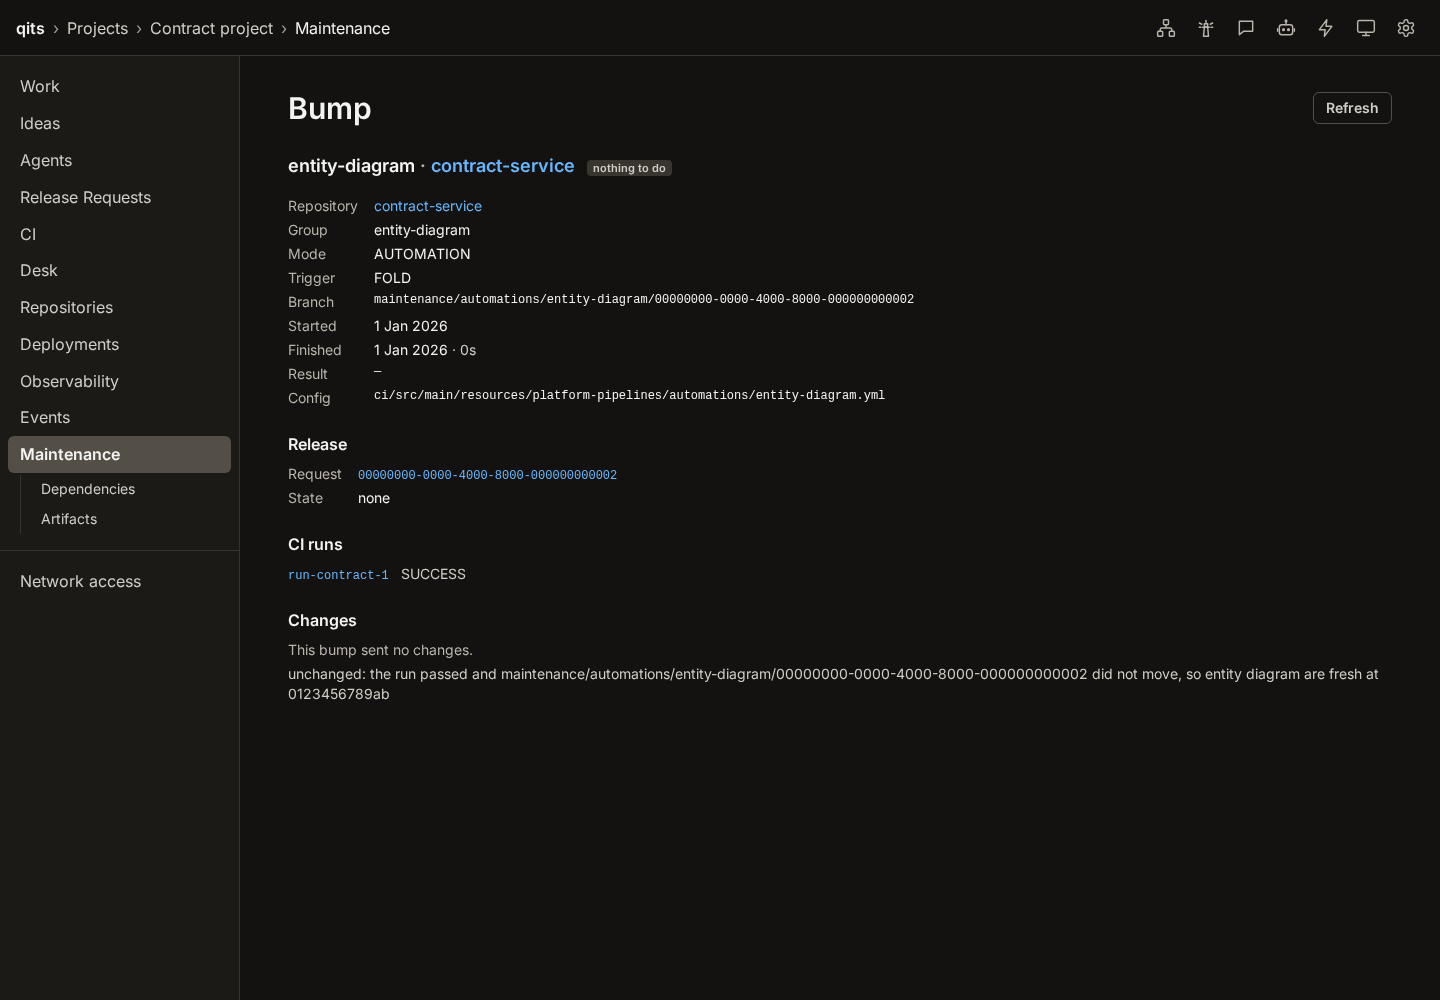 qits › Projects › Contract project › Maintenance
Work
Ideas
Agents
Release Requests
CI
Desk
Repositories
Deployments
Observability
Events
Maintenance
Dependencies
Artifacts
Network access
Bump
Refresh
entity-diagram · contract-service nothing to do
Repository contract-service
Group entity-diagram
Mode AUTOMATION
Trigger FOLD
Branch maintenance/automations/entity-diagram/00000000-0000-4000-8000-000000000002
Started 1 Jan 2026
Finished 1 Jan 2026 · 0s
Result –
Config ci/src/main/resources/platform-pipelines/automations/entity-diagram.yml
Release
Request 00000000-0000-4000-8000-000000000002
State none
CI runs
run-contract-1 SUCCESS
Changes
This bump sent no changes.
unchanged: the run passed and maintenance/automations/entity-diagram/00000000-0000-4000-8000-000000000002 did not move, so entity diagram are fresh at
0123456789ab